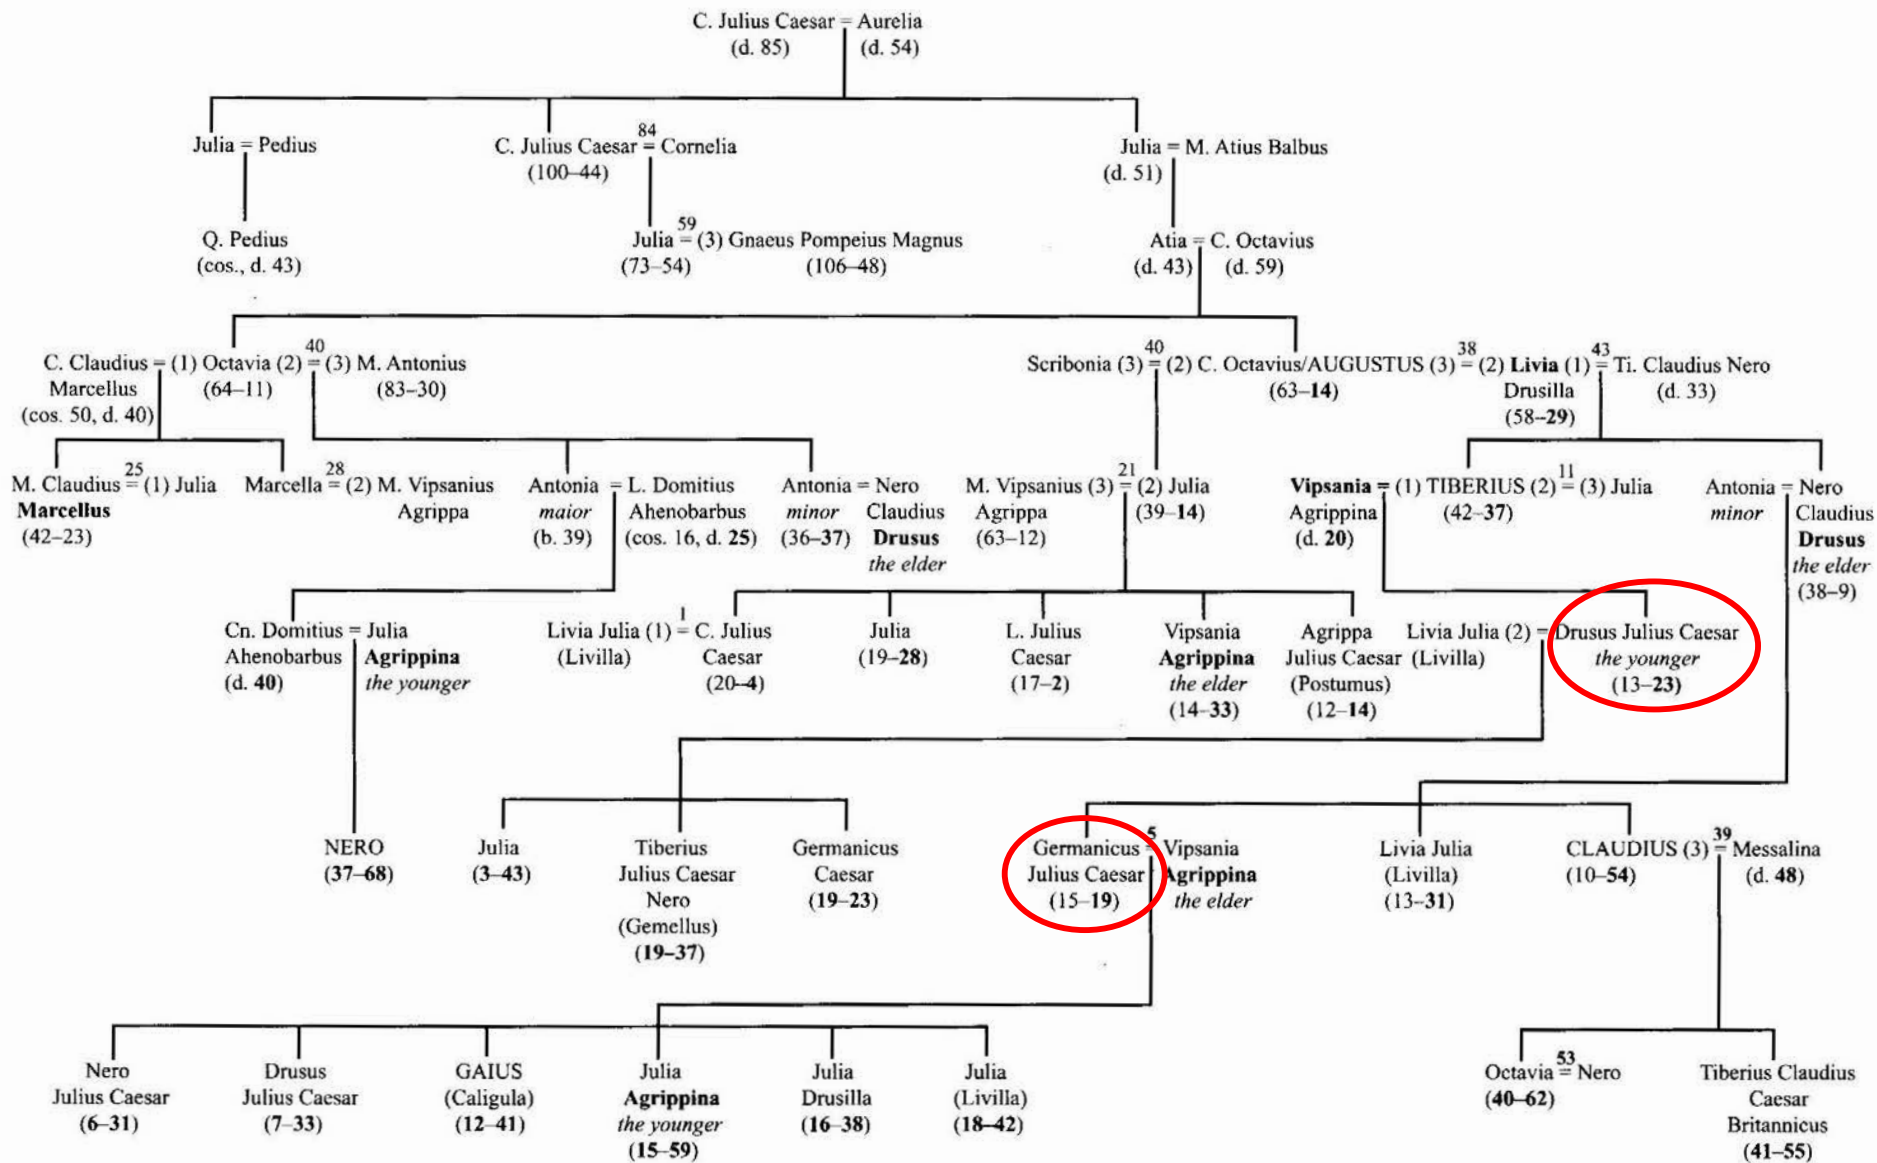 C. Julius Caesar = Aurelia
(d. 85) (d. 54)
Julia = Pedius
84
C. Julius Caesar = Cornelia
(100–44)
Julia = M. Atius Balbus
(d. 51)
Q. Pedius
(cos., d. 43)
59
Julia = (3) Gnaeus Pompeius Magnus
(73–54) (106–48)
Atia = C. Octavius
(d. 43) (d. 59)
40
C. Claudius = (1) Octavia (2) = (3) M. Antonius
Marcellus (64–11) (83–30)
(cos. 50, d. 40)
40 38 43
Scribonia (3) = (2) C. Octavius/AUGUSTUS (3) = (2) Livia (1) = Ti. Claudius Nero
(63–14) Drusilla (d. 33)
(58–29)
25
M. Claudius = (1) Julia
Marcellus
(42–23)
28
Marcella = (2) M. Vipsanius
Agrippa
Antonia = L. Domitius
maior Ahenobarbus
(b. 39) (cos. 16, d. 25)
Antonia = Nero
minor Claudius
(36–37) Drusus
the elder
21
M. Vipsanius (3) = (2) Julia
Agrippa (39–14)
(63–12)
11
Vipsania = (1) TIBERIUS (2) = (3) Julia
Agrippina (42–37)
(d. 20)
Antonia = Nero
minor Claudius
Drusus
the elder
(38–9)
Cn. Domitius = Julia
Ahenobarbus Agrippina
(d. 40) the younger
1
Livia Julia (1) = C. Julius
(Livilla) Caesar
(20–4)
Julia
(19–28)
L. Julius
Caesar
(17–2)
Vipsania
Agrippina
the elder
(14–33)
Agrippa
Julius Caesar
(Postumus)
(12–14)
Livia Julia (2) = Drusus Julius Caesar
(Livilla) the younger
(13–23)
NERO
(37–68)
Julia
(3–43)
Tiberius
Julius Caesar
Nero
(Gemellus)
(19–37)
Germanicus
Caesar
(19–23)
5
Germanicus = Vipsania
Julius Caesar Agrippina
(15–19) the elder
Livia Julia
(Livilla)
(13–31)
39
CLAUDIUS (3) = Messalina
(10–54) (d. 48)
Nero
Julius Caesar
(6–31)
Drusus
Julius Caesar
(7–33)
GAIUS
(Caligula)
(12–41)
Julia
Agrippina
the younger
(15–59)
Julia
Drusilla
(16–38)
Julia
(Livilla)
(18–42)
53
Octavia = Nero
(40–62)
Tiberius Claudius
Caesar
Britannicus
(41–55)